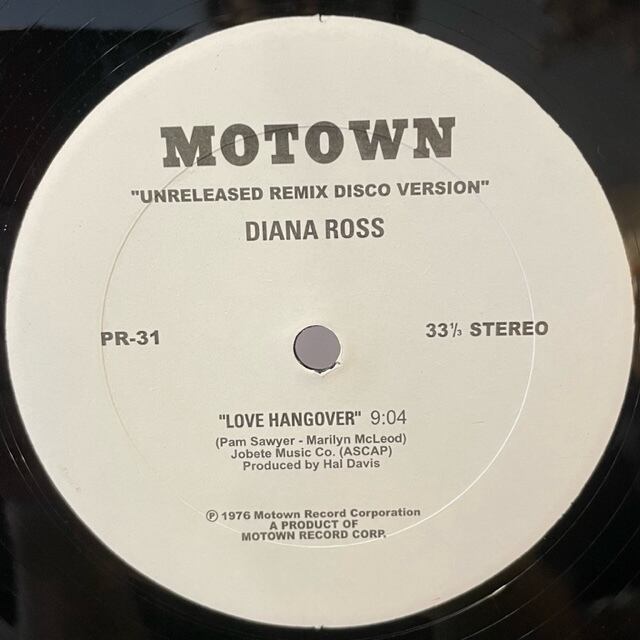 MOTOWN
"UNRELEASED REMIX DISCO VERSION"
DIANA ROSS
PR-31
33⅓ STEREO
"LOVE HANGOVER" 9:04
(Pam Sawyer - Marilyn McLeod)
Jobete Music Co. (ASCAP)
Produced by Hal Davis
℗ 1976 Motown Record Corporation
A PRODUCT OF
MOTOWN RECORD CORP.